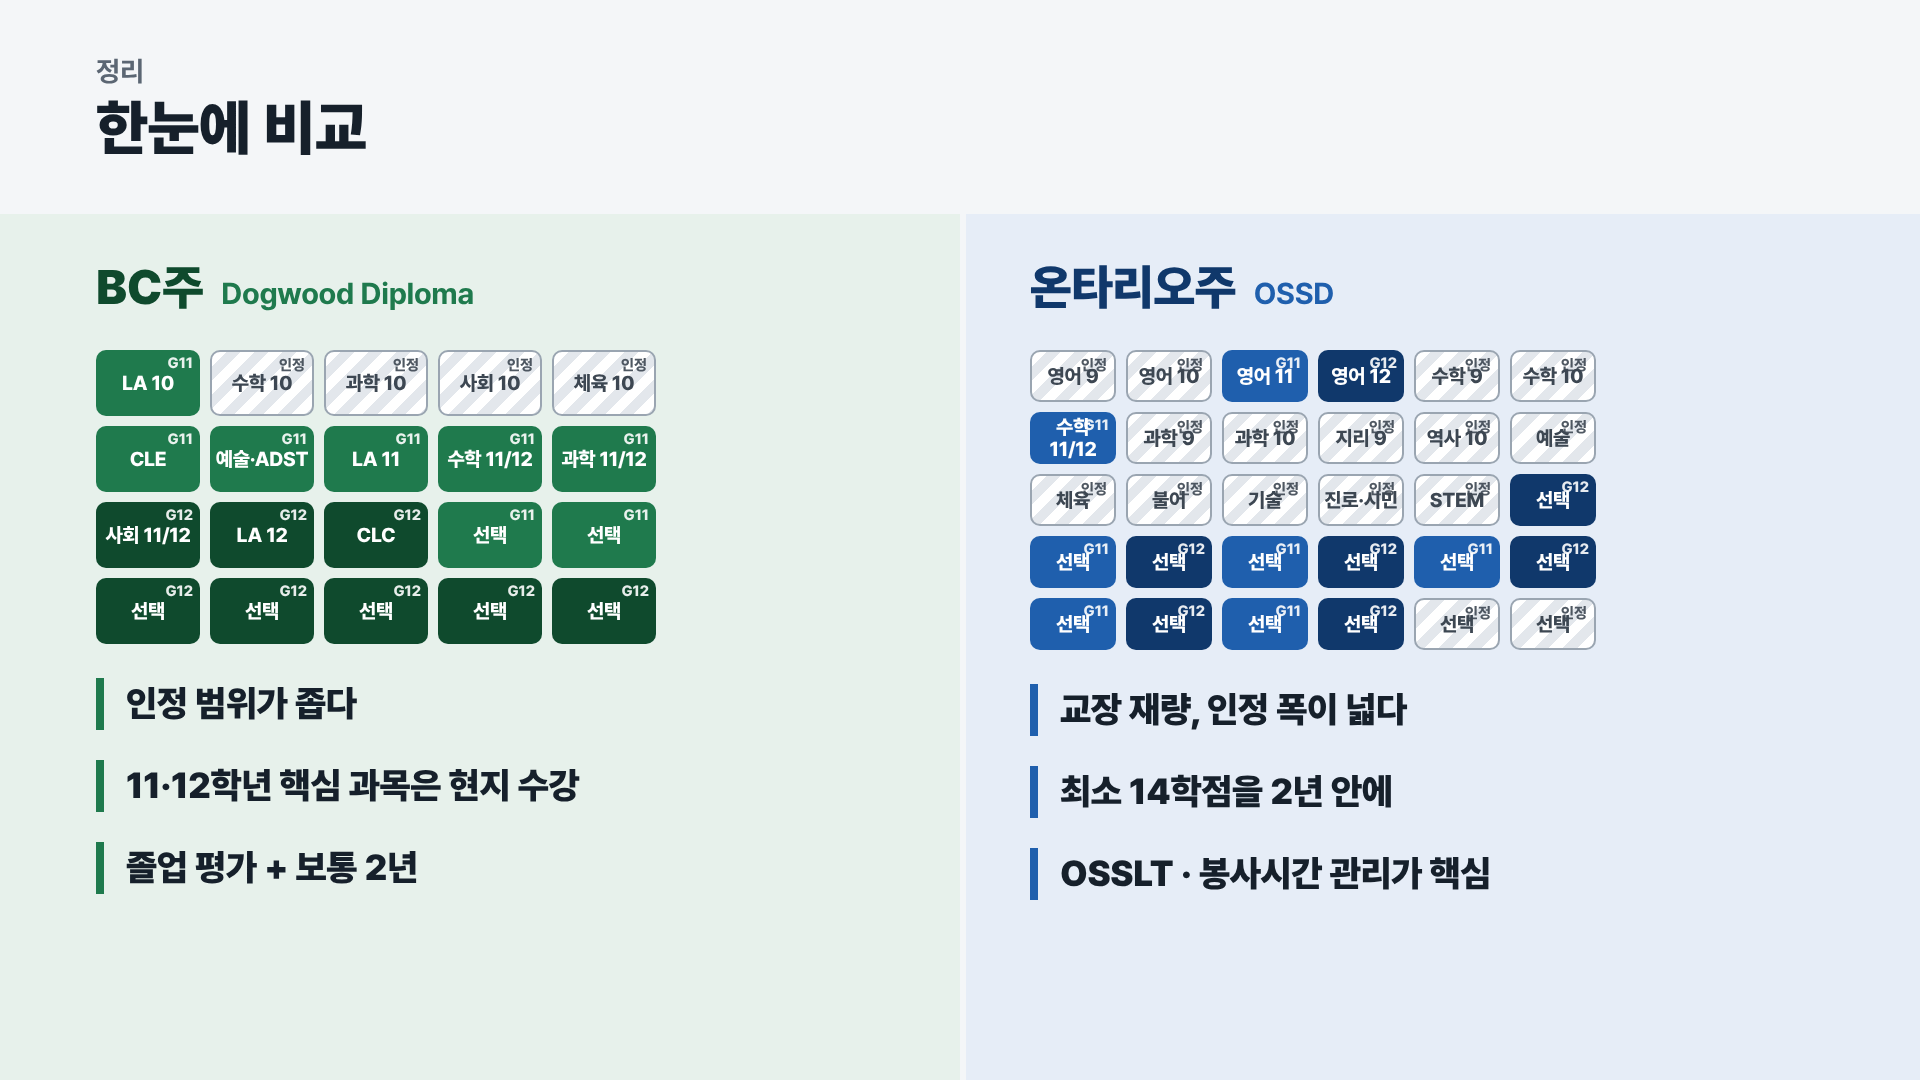 정리
한눈에 비교
BC주 Dogwood Diploma
G11
LA 10
인정
수학 10
인정
과학 10
인정
사회 10
인정
체육 10
G11
CLE
G11
예술·ADST
G11
LA 11
G11
수학 11/12
G11
과학 11/12
G12
사회 11/12
G12
LA 12
G12
CLC
G11
선택
G11
선택
G12
선택
G12
선택
G12
선택
G12
선택
G12
선택
인정 범위가 좁다
11·12학년 핵심 과목은 현지 수강
졸업 평가 + 보통 2년
온타리오주 OSSD
인정
영어 9
인정
영어 10
G11
영어 11
G12
영어 12
인정
수학 9
인정
수학 10
G11
수학
11/12
인정
과학 9
인정
과학 10
인정
지리 9
인정
역사 10
인정
예술
인정
체육
인정
불어
인정
기술
인정
진로·시민
인정
STEM
G12
선택
G11
선택
G12
선택
G11
선택
G12
선택
G11
선택
G12
선택
G11
선택
G12
선택
G11
선택
G12
선택
인정
선택
인정
선택
교장 재량, 인정 폭이 넓다
최소 14학점을 2년 안에
OSSLT · 봉사시간 관리가 핵심